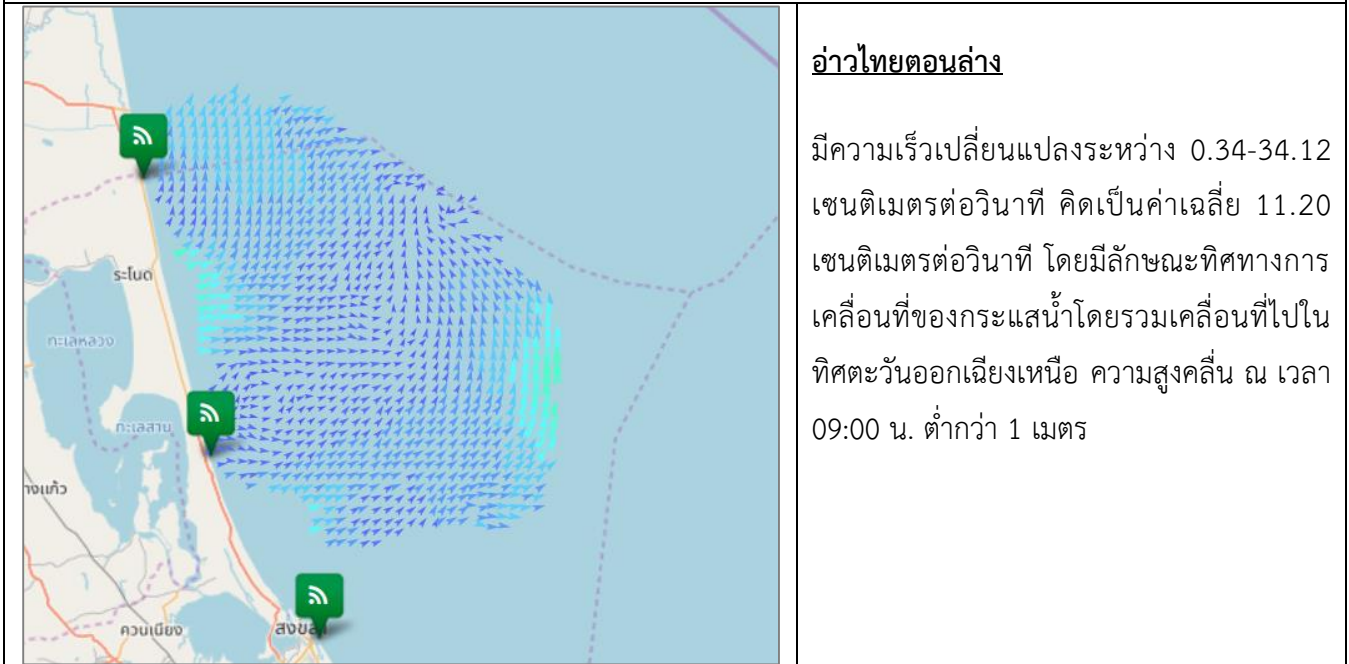 ระโนด
ทะเลหลวง
ทะเลสาบ
ควนเนียง
อ่าวไทยตอนล่าง
มีความเร็วเปลี่ยนแปลงระหว่าง 0.34-34.12
เซนติเมตรต่อวินาที คิดเป็นค่าเฉลี่ย 11.20
เซนติเมตรต่อวินาที โดยมีลักษณะทิศทางการ
เคลื่อนที่ของกระแสน้ำโดยรวมเคลื่อนที่ไปใน
ทิศตะวันออกเฉียงเหนือ ความสูงคลื่น ณ เวลา
09:00 น. ต่ำกว่า 1 เมตร